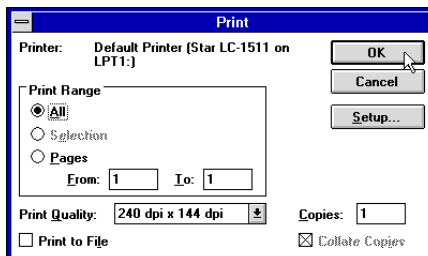 Print
Printer: Default Printer (Star LC-1511 on
LPT1:)
OK
Cancel
Setup...
Print Range
All
Selection
Pages
From: 1 To: 1
Print Quality: 240 dpi x 144 dpi Copies: 1
Print to File Collate Copies